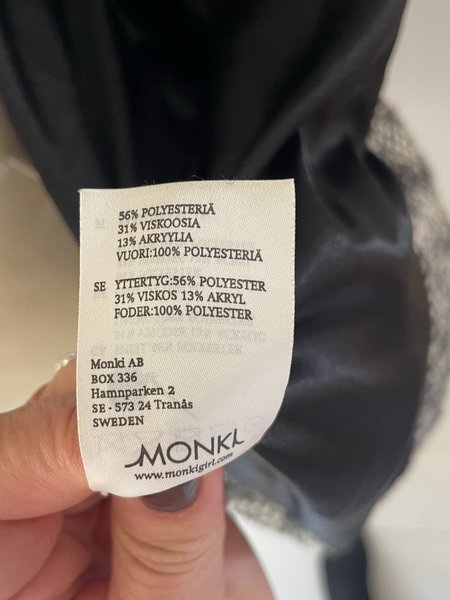 56% POLYESTERIÄ
31% VISKOOSIA
13% AKRYYLIA
VUORI:100% POLYESTERIÄ
SE YTTERTYG:56% POLYESTER
31% VISKOS 13% AKRYL
FODER:100% POLYESTER
Monki AB
BOX 336
Hamnparken 2
SE - 573 24 Tranås
SWEDEN
MONKI
www.monkigirl.com